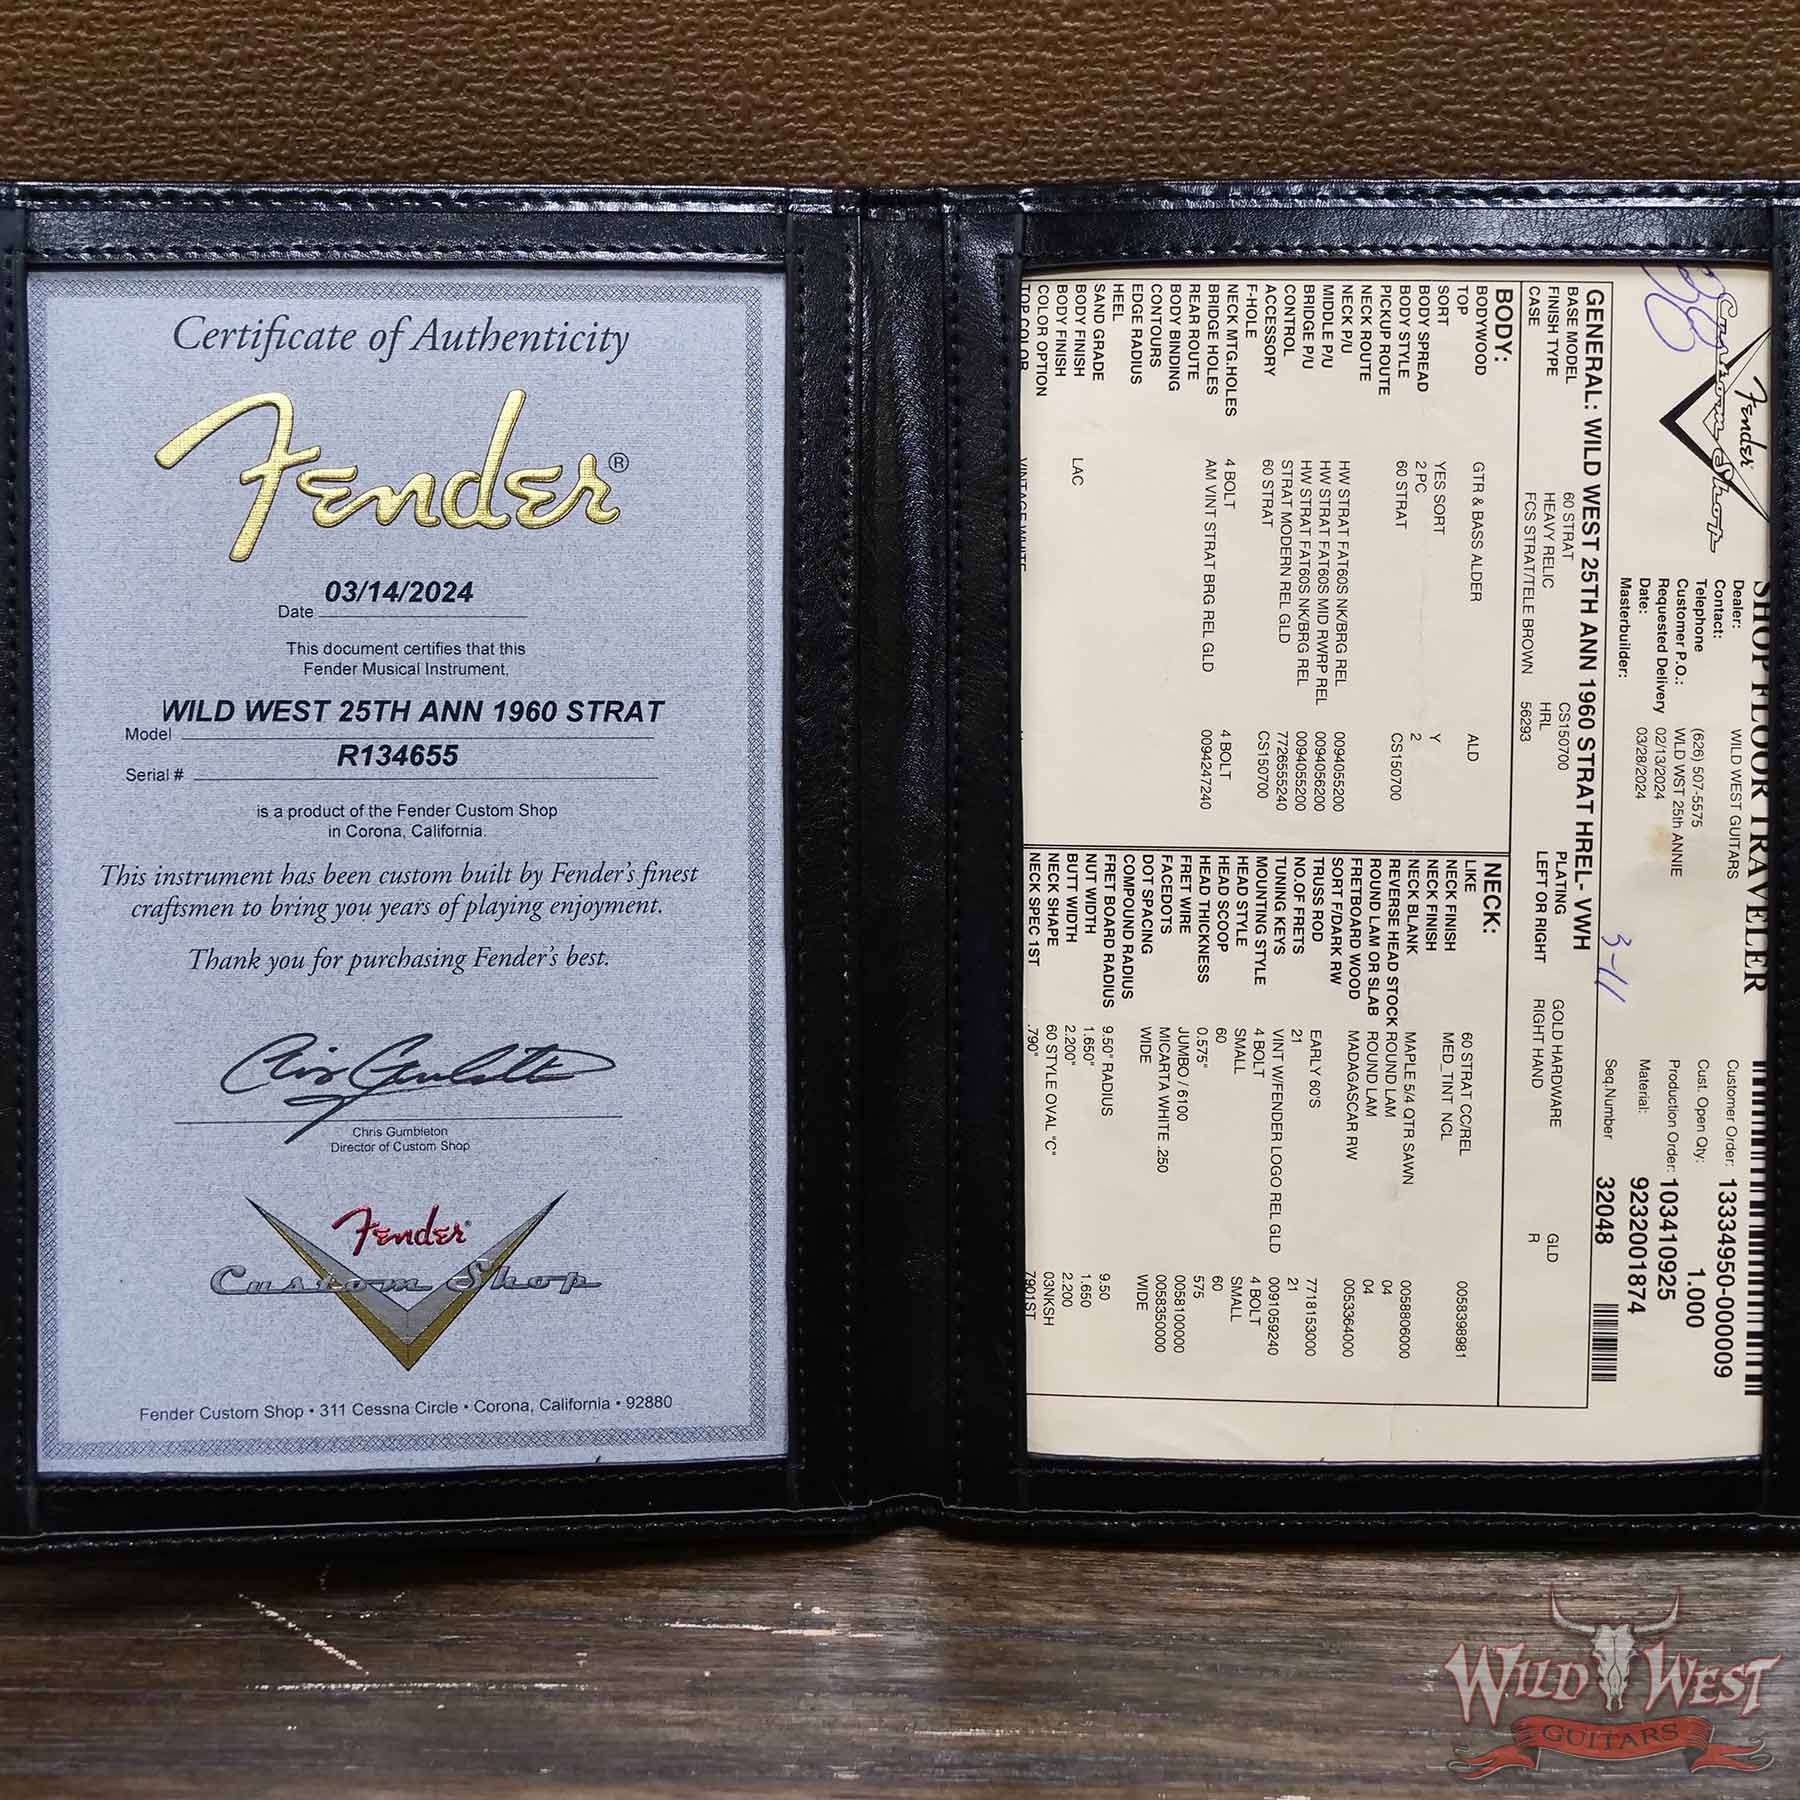 Certificate of Authenticity
Fender®
03/14/2024
Date
This document certifies that this
Fender Musical Instrument,
WILD WEST 25TH ANN 1960 STRAT
Model
R134655
Serial #
is a product of the Fender Custom Shop
in Corona, California.
This instrument has been custom built by Fender's finest
craftsmen to bring you years of playing enjoyment.
Thank you for purchasing Fender's best.
Chris Gumbleton
Chris Gumbleton
Director of Custom Shop
Fender®
Custom Shop
Fender Custom Shop • 311 Cessna Circle • Corona, California • 92880
SHOP FLOOR TRAVELER
Fender
Custom Shop
Dealer: WILD WEST GUITARS
Contact:
Telephone (626) 507-5575
Customer P.O.: WLD WST 25th ANNIE
Requested Delivery 02/13/2024
Date: 03/28/2024
Masterbuilder:
3-11
Customer Order: 13334950-000009
Cust. Open Qty: 1.000
Production Order: 1034109925
Material: 9232001874
Seq.Number 32048
GENERAL: WILD WEST 25TH ANN 1960 STRAT HREL- VWH
BASE MODEL 60 STRAT CS150700 PLATING GOLD HARDWARE GLD
FINISH TYPE HEAVY RELIC HRL LEFT OR RIGHT RIGHT HAND R
CASE FCS STRAT/TELE BROWN 56293
BODY:
BODYWOOD GTR & BASS ALDER ALD
TOP
SORT YES SORT Y
BODY SPREAD 2 PC 2
BODY STYLE 60 STRAT CS150700
PICKUP ROUTE
NECK ROUTE
NECK P/U HW STRAT FAT60S NK/BRG REL 0094055200
MIDDLE P/U HW STRAT FAT60S MID RWRP REL 0094056200
BRIDGE P/U HW STRAT FAT60S NK/BRG REL 0094055200
CONTROL STRAT MODERN REL GLD 7726555240
ACCESSORY 60 STRAT CS150700
F-HOLE
NECK MTG.HOLES 4 BOLT 4 BOLT
BRIDGE HOLES AM VINT STRAT BRG REL GLD 0094247240
REAR ROUTE
BODY BINDING
CONTOURS
EDGE RADIUS
HEEL
SAND GRADE
BODY FINISH LAC
BODY FINISH
COLOR OPTION
TOP COLOR VINTAGE WHITE
NECK:
LIKE 60 STRAT CC/REL 0058398981
NECK FINISH MED_TINT_NCL
NECK FINISH
NECK BLANK MAPLE 5/4 QTR SAWN 0058806000
REVERSE HEAD STOCK ROUND LAM 04
ROUND LAM OR SLAB ROUND LAM 04
FRETBOARD WOOD MADAGASCAR RW 0053364000
SORT F/DARK RW
TRUSS ROD EARLY 60'S 7718153000
NO.OF FRETS 21 21
TUNING KEYS VINT W/FENDER LOGO REL GLD 0091059240
MOUNTING STYLE 4 BOLT 4 BOLT
HEAD STYLE SMALL SMALL
HEAD SCOOP 60 60
HEAD THICKNESS 0.575" 575
FRET WIRE JUMBO / 6100 0058100000
FACEDOTS MICARTA WHITE .250 0058350000
DOT SPACING WIDE WIDE
COMPOUND RADIUS
FRET BOARD RADIUS 9.50" RADIUS 9.50
NUT WIDTH 1.650" 1.650
BUTT WIDTH 2.200" 2.200
NECK SHAPE 60 STYLE OVAL "C" 03NKSH
NECK SPEC 1ST .790" 7901ST
WILD WEST
GUITARS